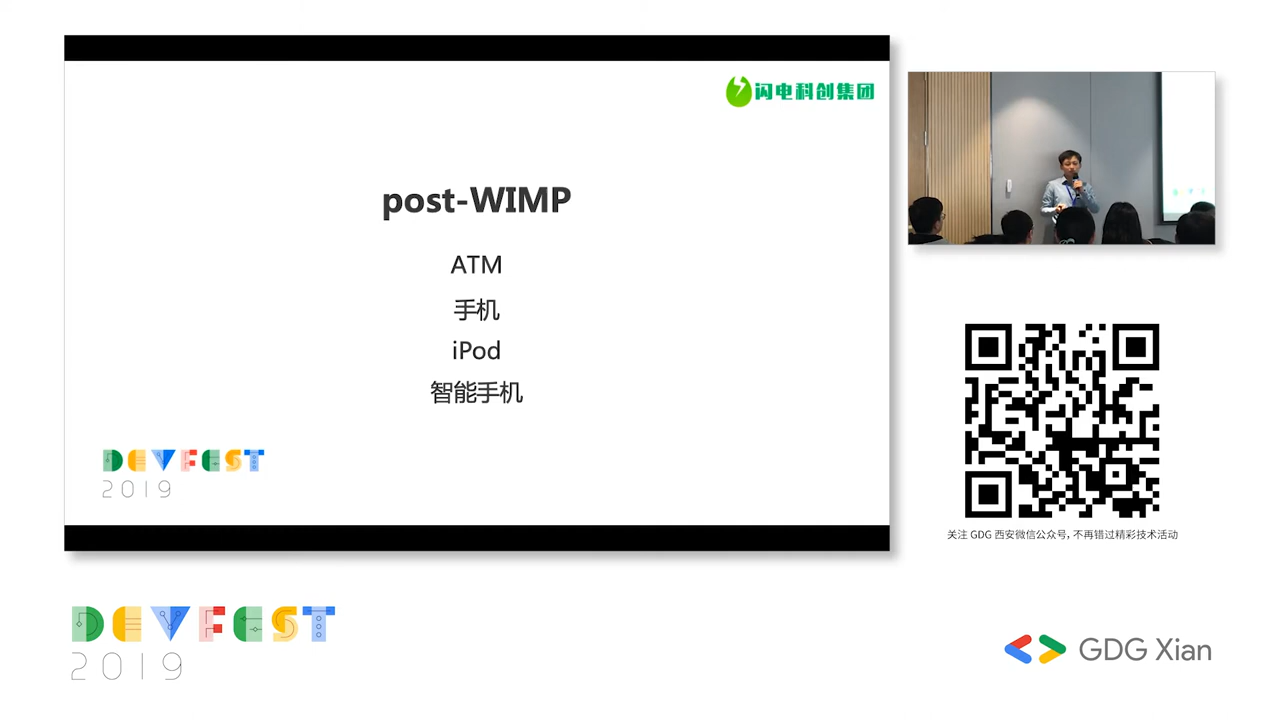 闪电科创集团
post-WIMP
ATM
手机
iPod
智能手机
DEVFEST
2019
关注 GDG 西安微信公众号, 不再错过精彩技术活动
DEVFEST
2019
GDG Xian